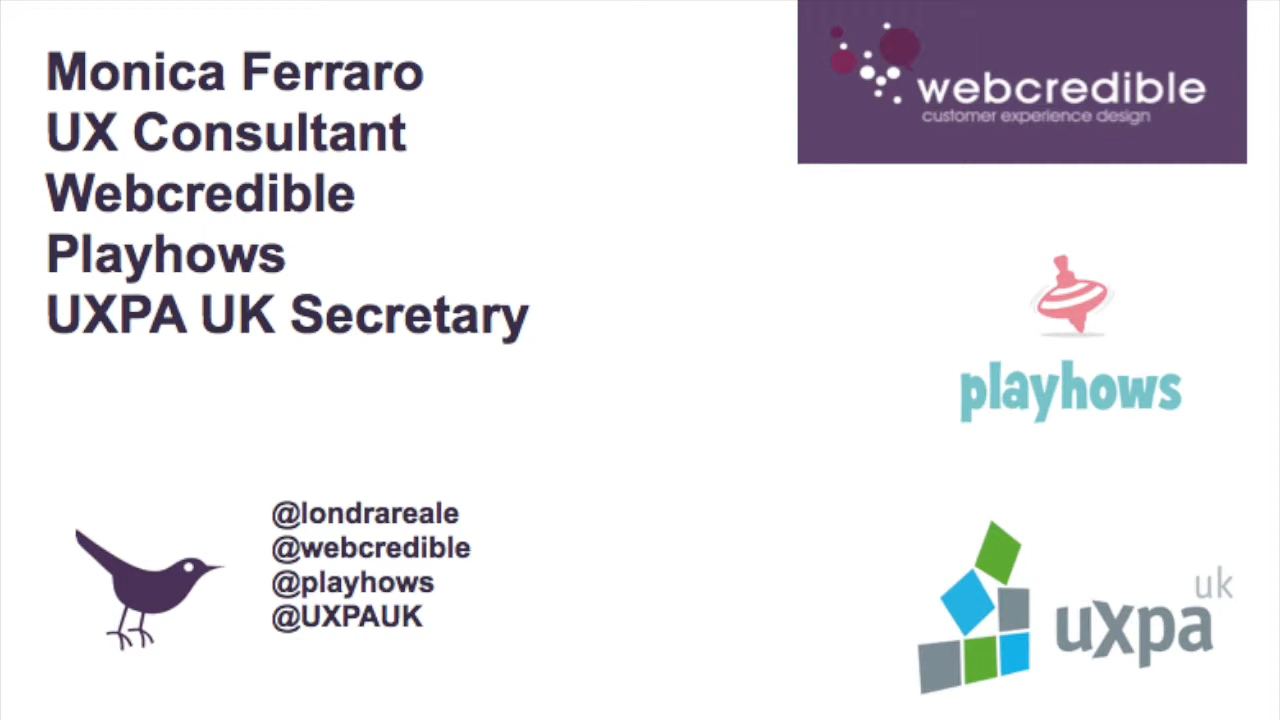 Monica Ferraro
UX Consultant
Webcredible
Playhows
UXPA UK Secretary
webcredible
customer experience design
playhows
@londrareale
@webcredible
@playhows
@UXPAUK
uxpa uk